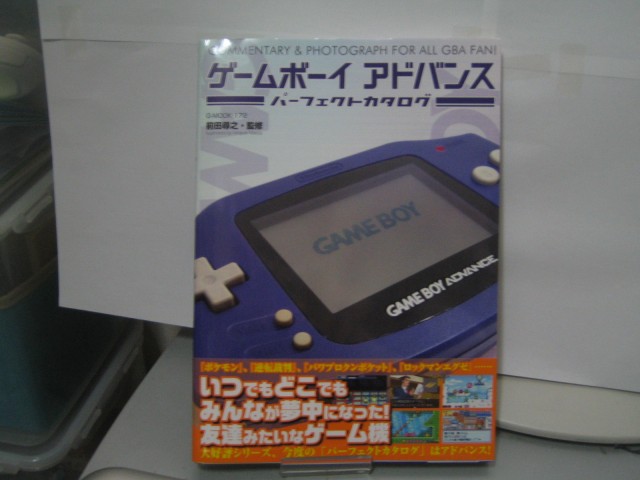 COMMENTARY & PHOTOGRAPH FOR ALL GBA FAN!
ゲームボーイ アドバンス
パーフェクトカタログ
G-MOOK 179
前田尋之・監修
GAME BOY
GAME BOY ADVANCE
『ポケモン』、『逆転裁判』、『パワプロクンポケット』、『ロックマンエグゼ』――
いつでもどこでも
みんなが夢中になった!
友達みたいなゲーム機
大好評シリーズ、今度の「パーフェクトカタログ」はアドバンス!